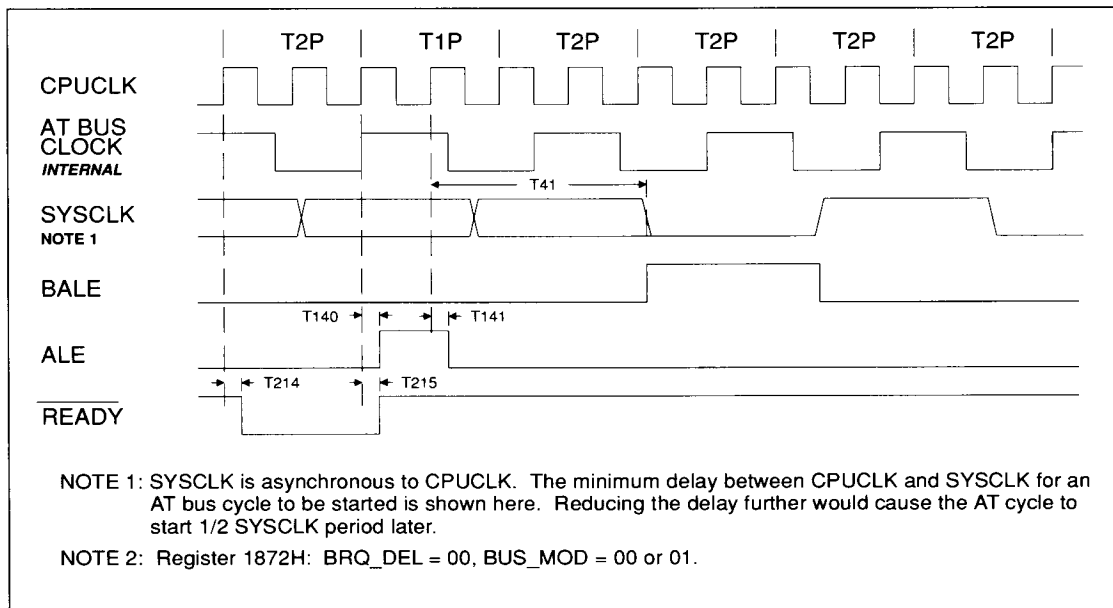 T2P T1P T2P T2P T2P T2P
CPUCLK
AT BUS
CLOCK
INTERNAL
T41
SYSCLK
NOTE 1
BALE
T140 T141
ALE
T214 T215
READY
NOTE 1: SYSCLK is asynchronous to CPUCLK. The minimum delay between CPUCLK and SYSCLK for an
AT bus cycle to be started is shown here. Reducing the delay further would cause the AT cycle to
start 1/2 SYSCLK period later.
NOTE 2: Register 1872H: BRQ_DEL = 00, BUS_MOD = 00 or 01.